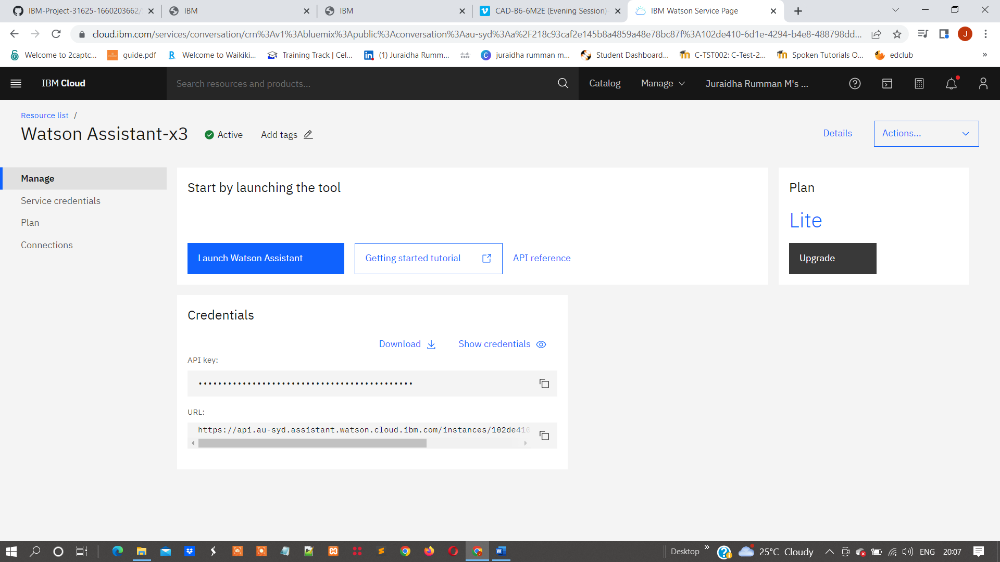 IBM-Project-31625-1660203662/
IBM
IBM
CAD-B6-6M2E (Evening Session)-
IBM Watson Service Page
cloud.ibm.com/services/conversation/crn%3Av1%3Abluemix%3Apublic%3Aconversation%3Aau-syd%3Aa%2F218c93caf2e145b8a4859a48e78bc87f%3A102de410-6d1e-4294-b4e8-488798dd...
J
Welcome to 2captc...
guide.pdf
R Welcome to Waikiki...
Training Track | Cel...
in (1) Juraidha Rumm...
cisco
C juraidha rumman m...
Student Dashboard...
C-TST002: C-Test-2...
Spoken Tutorials O...
edclub
»
IBM Cloud
Search resources and products...
Catalog
Manage
Juraidha Rumman M's ...
Resource list /
Watson Assistant-x3
Active
Add tags
Details
Actions...
Manage
Service credentials
Plan
Connections
Start by launching the tool
Launch Watson Assistant
Getting started tutorial
API reference
Plan
Lite
Upgrade
Credentials
Download
Show credentials
API key:
••••••••••••••••••••••••••••••••••••••••••••
URL:
https://api.au-syd.assistant.watson.cloud.ibm.com/instances/102de410
Desktop »
25°C Cloudy
ENG
20:07